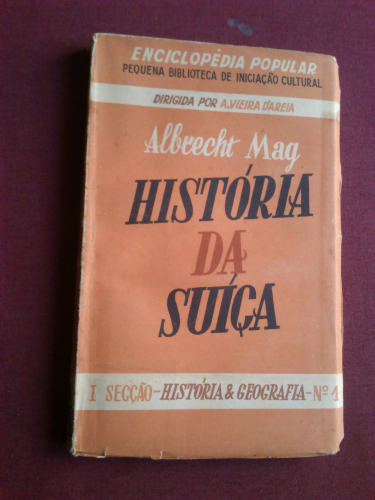 ENCICLOPÉDIA POPULAR
PEQUENA BIBLIOTECA DE INICIAÇÃO CULTURAL
DIRIGIDA POR A. VIEIRA D'AREIA
Albrecht Mag
HISTÓRIA
DA
SUÍÇA
I SECÇÃO - HISTÓRIA & GEOGRAFIA - Nº 1